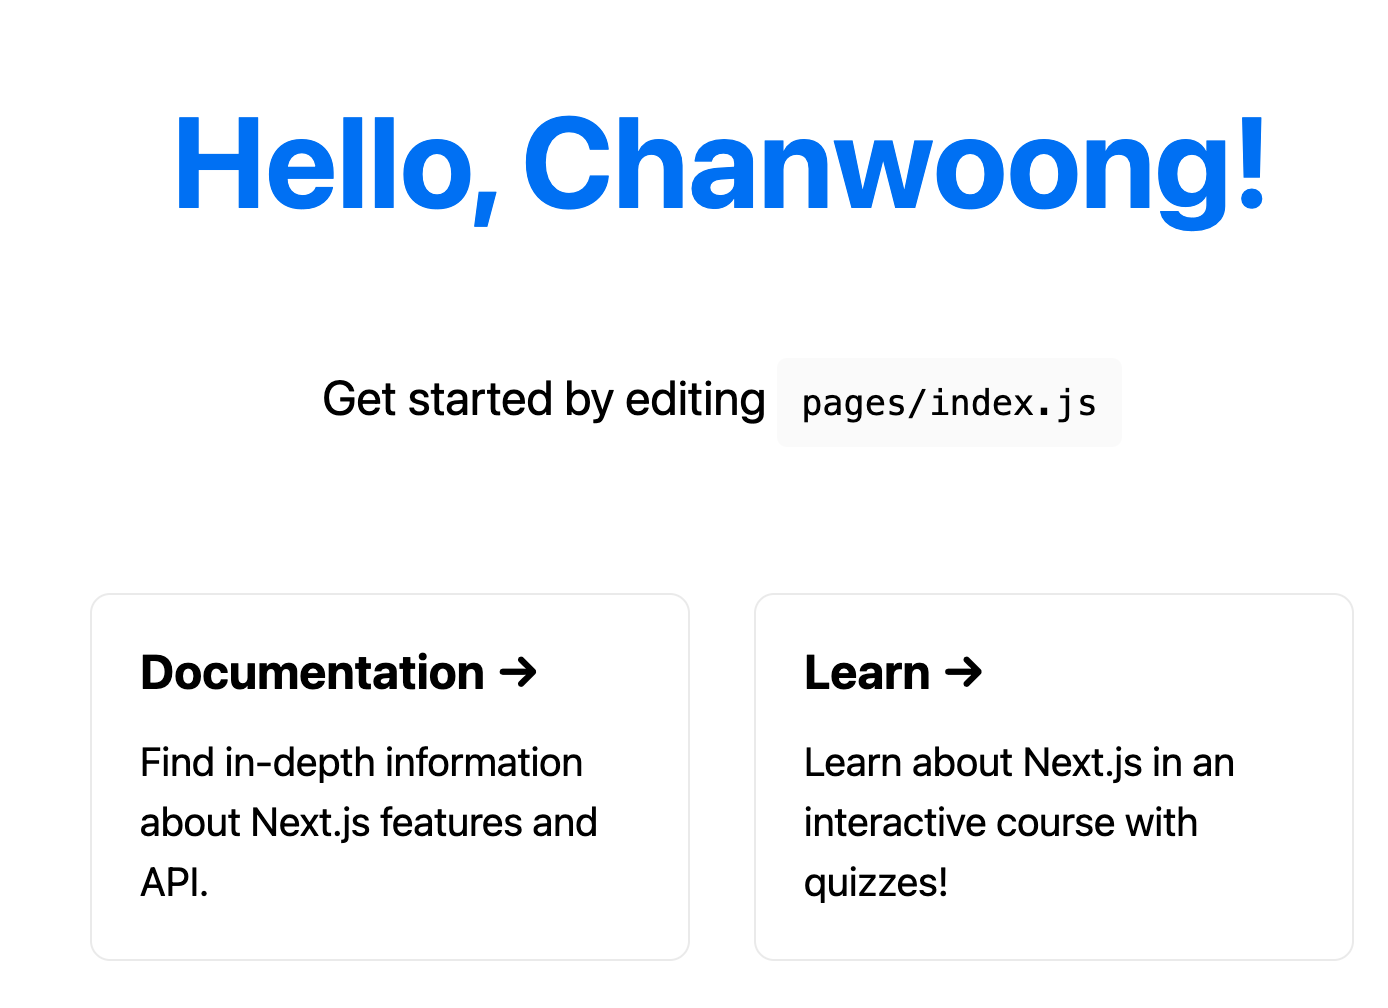 Hello, Chanwoong!
Get started by editing pages/index.js
Documentation →
Find in-depth information
about Next.js features and
API.
Learn →
Learn about Next.js in an
interactive course with
quizzes!